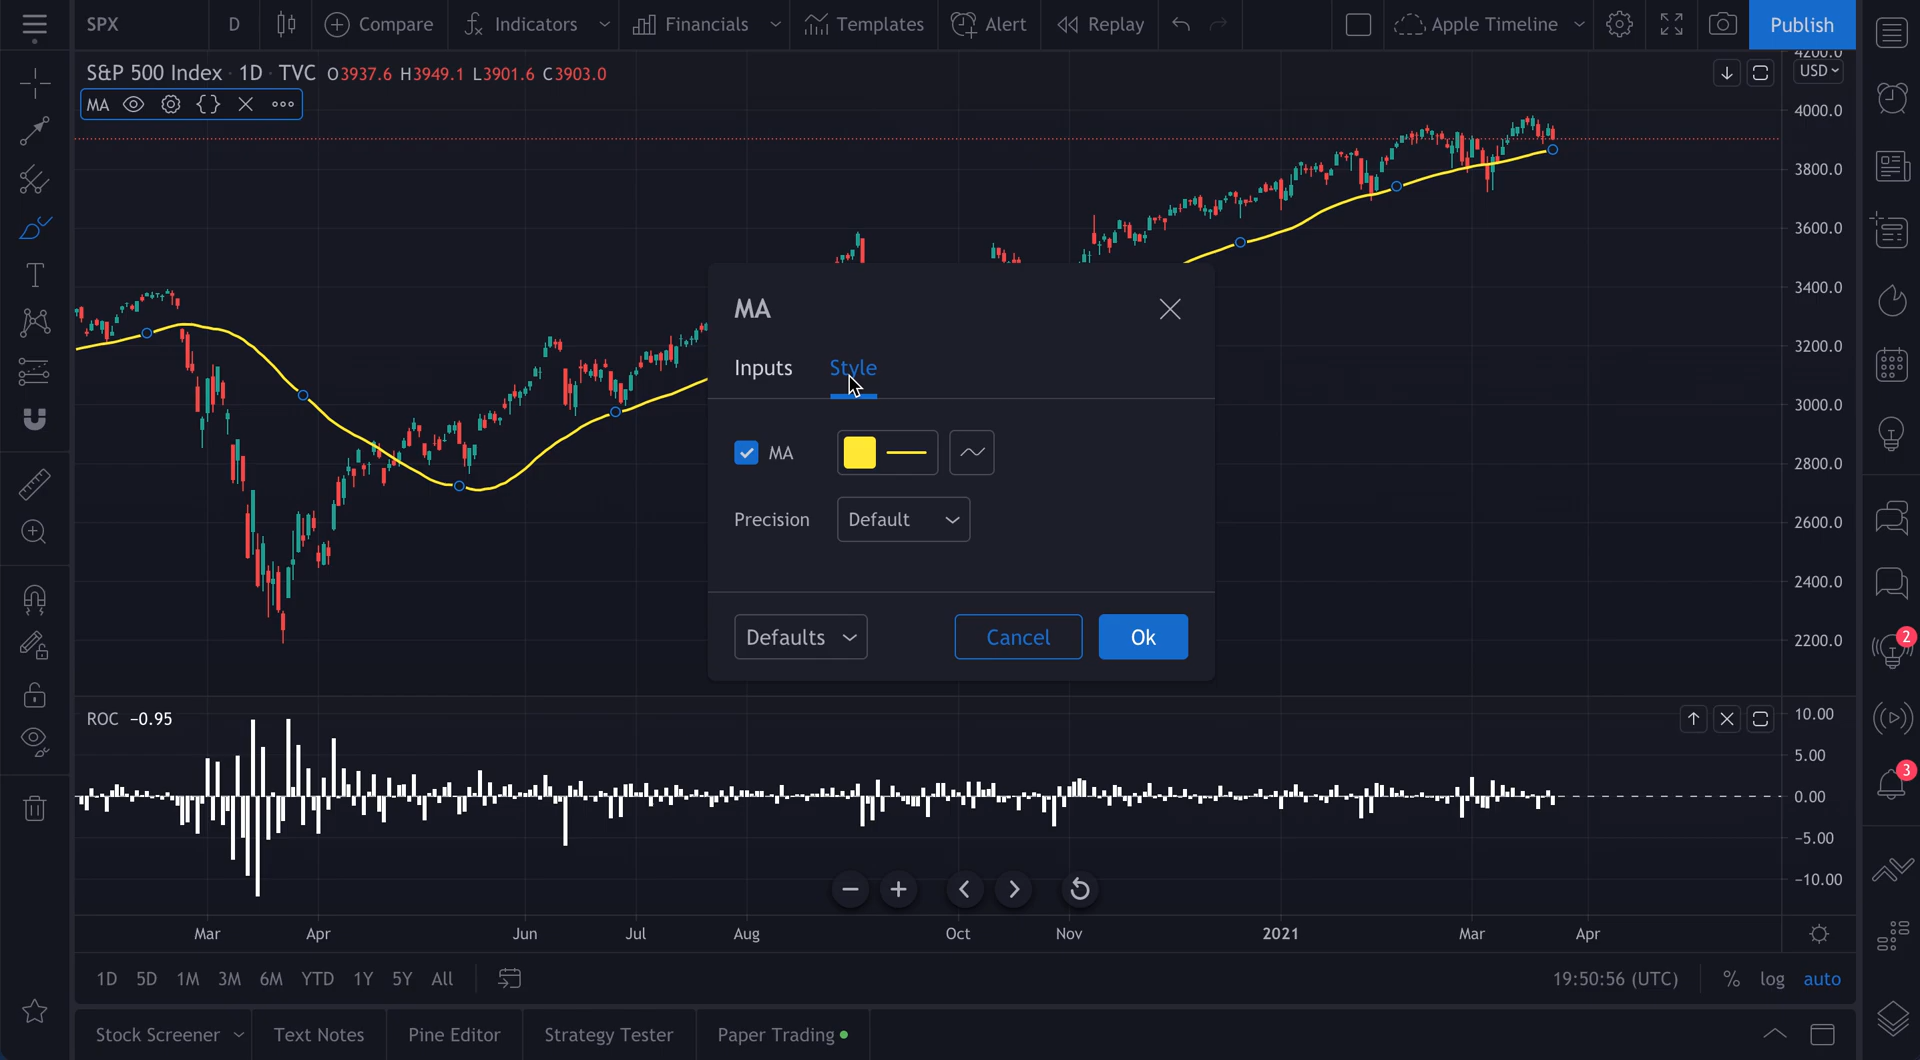 SPX D Compare Indicators Financials Templates Alert Replay Apple Timeline Publish
S&P 500 Index · 1D · TVC O3937.6 H3949.1 L3901.6 C3903.0
USD
MA
4200.0
4000.0
3800.0
3600.0
3400.0
3200.0
3000.0
2800.0
2600.0
2400.0
2200.0
MA
Inputs Style
MA
Precision Default
Defaults Cancel Ok
2
3
ROC −0.95
10.00
5.00
0.00
−5.00
−10.00
Mar Apr Jun Jul Aug Oct Nov 2021 Mar Apr
1D 5D 1M 3M 6M YTD 1Y 5Y All 19:50:56 (UTC) % log auto
Stock Screener Text Notes Pine Editor Strategy Tester Paper Trading